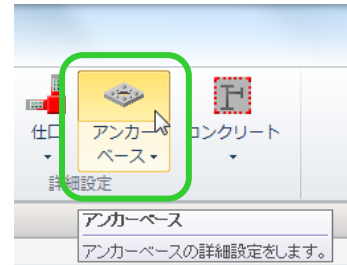 仕口
アンカー
ベース
コンクリート
詳細設定
アンカーベース
アンカーベースの詳細設定をします。